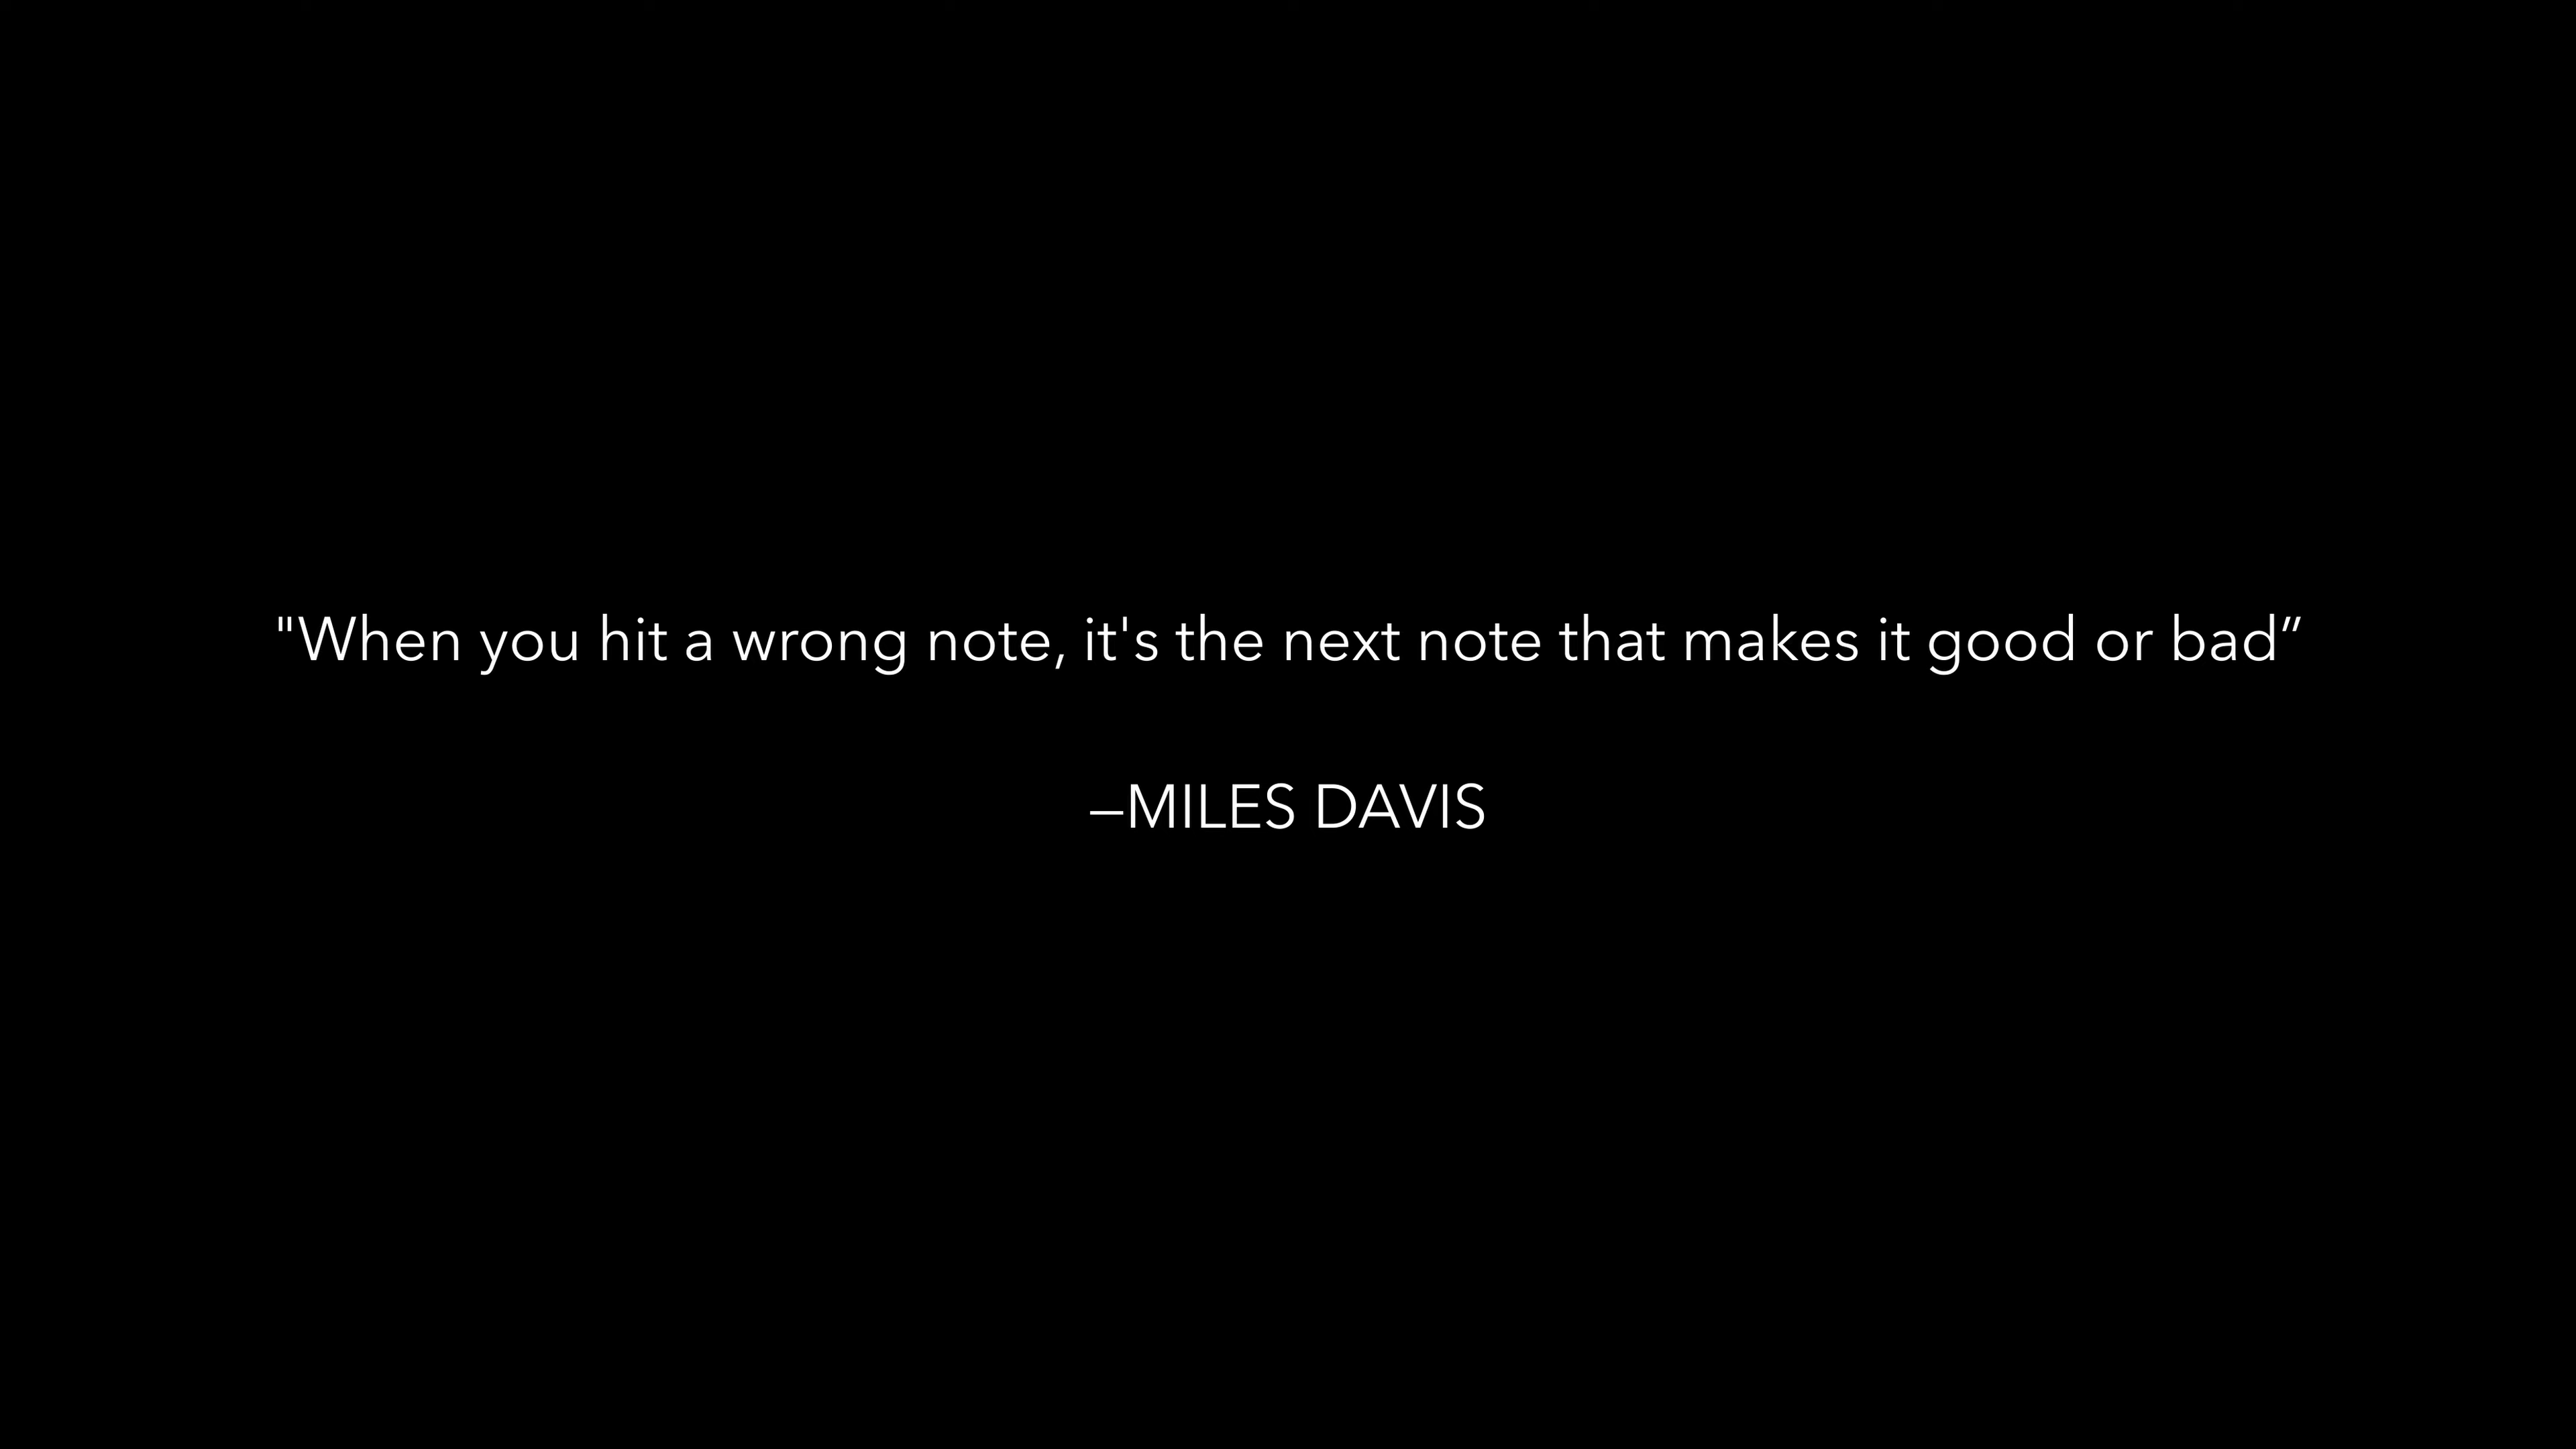 "When you hit a wrong note, it's the next note that makes it good or bad”
–MILES DAVIS